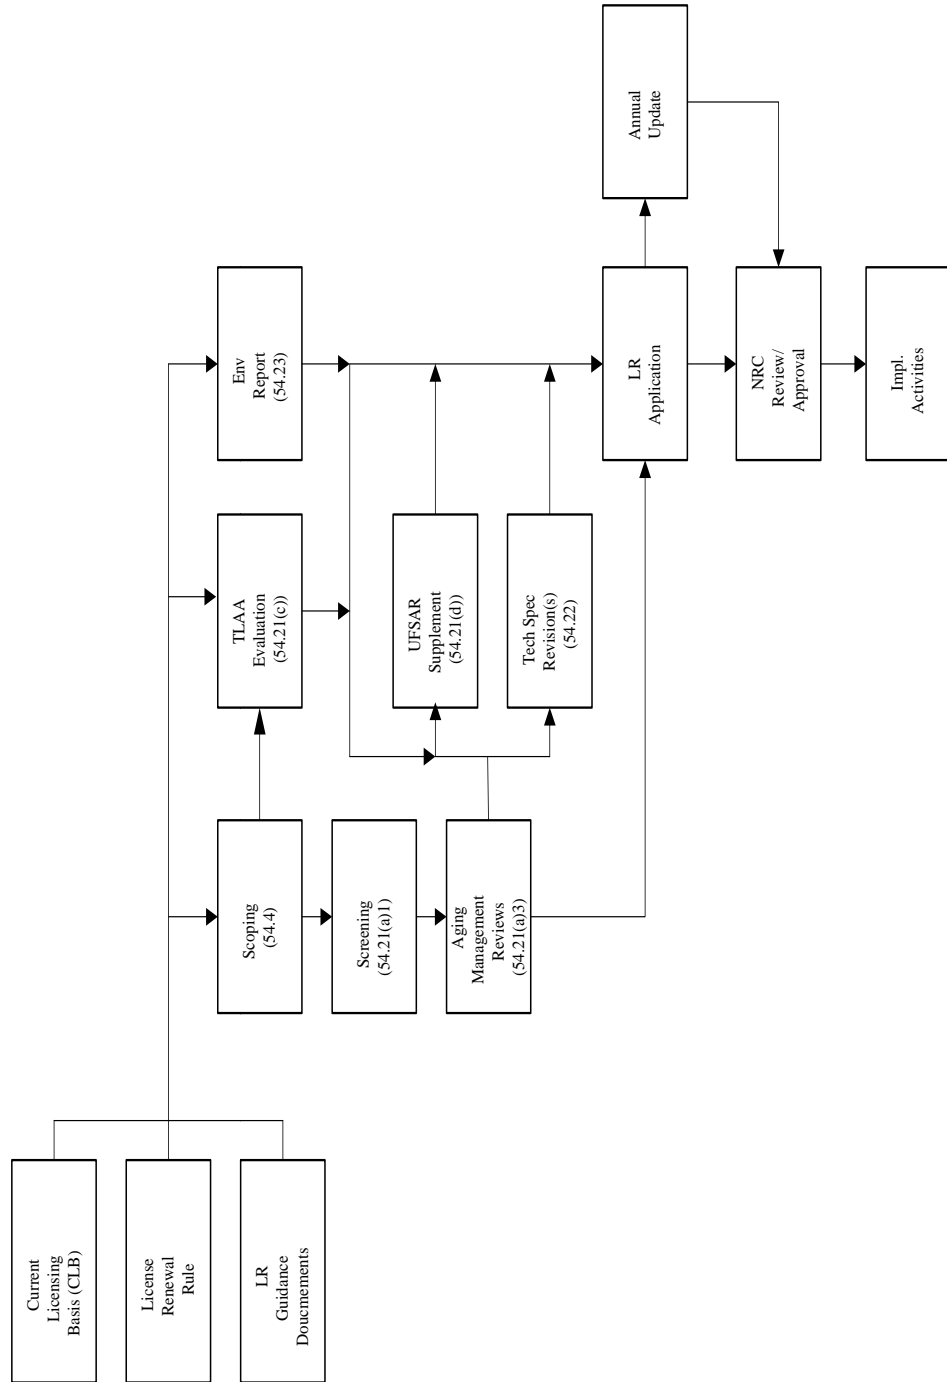 Current
Licensing
Basis (CLB)
License
Renewal
Rule
LR
Guidance
Doucmements
Scoping
(54.4)
Screening
(54.21(a)1)
Aging
Management
Reviews
(54.21(a)3)
TLAA
Evaluation
(54.21(c))
Env
Report
(54.23)
UFSAR
Supplement
(54.21(d))
Tech Spec
Revision(s)
(54.22)
LR
Application
Annual
Update
NRC
Review/
Approval
Impl.
Activities